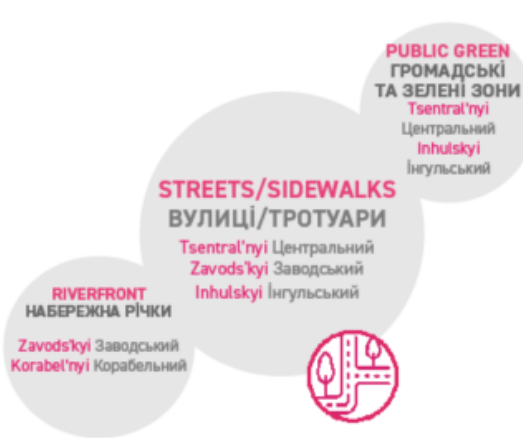 PUBLIC GREEN
ГРОМАДСЬКІ
ТА ЗЕЛЕНІ ЗОНИ
Tsentral'nyi
Центральний
Inhulskyi
Інгульський
STREETS/SIDEWALKS
ВУЛИЦІ/ТРОТУАРИ
Tsentral'nyi Центральний
Zavods'kyi Заводський
Inhulskyi Інгульський
RIVERFRONT
НАБЕРЕЖНА РІЧКИ
Zavods'kyi Заводський
Korabel'nyi Корабельний